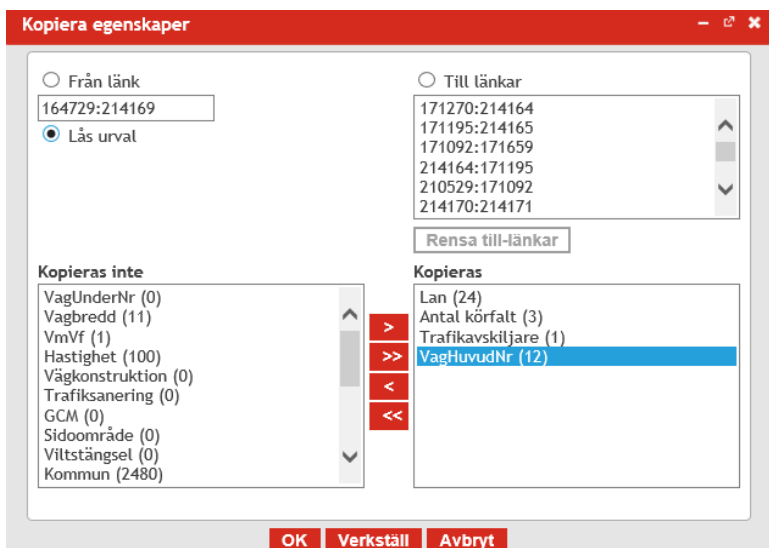 Kopiera egenskaper
Från länk
164729:214169
Lås urval
Till länkar
171270:214164
171195:214165
171092:171659
214164:171195
210529:171092
214170:214171
Rensa till-länkar
Kopieras inte
VagUnderNr (0)
Vagbredd (11)
VmVf (1)
Hastighet (100)
Vägkonstruktion (0)
Trafiksanering (0)
GCM (0)
Sidoområde (0)
Viltstängsel (0)
Kommun (2480)
>
>>
<
<<
Kopieras
Lan (24)
Antal körfalt (3)
Trafikavskiljare (1)
VagHuvudNr (12)
OK Verkställ Avbryt